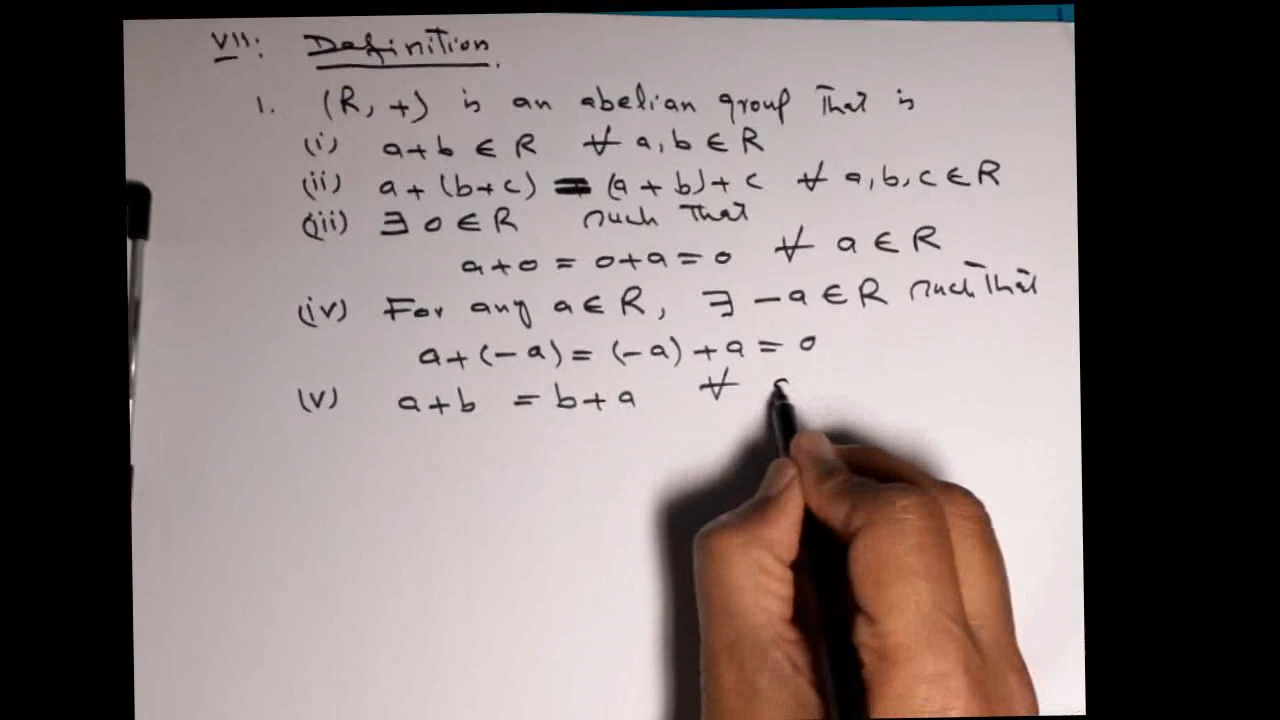 VII: Definition.
1. (R, +) is an abelian group That is
(i) a+b ∈ R ∀ a, b ∈ R
(ii) a + (b+c) = (a + b) + c ∀ a, b, c ∈ R
(iii) ∃ 0 ∈ R such That
a+0 = 0+a = 0 ∀ a ∈ R
(iv) For any a ∈ R, ∃ -a ∈ R such That
a + (-a) = (-a) + a = 0
(v) a+b = b+a ∀